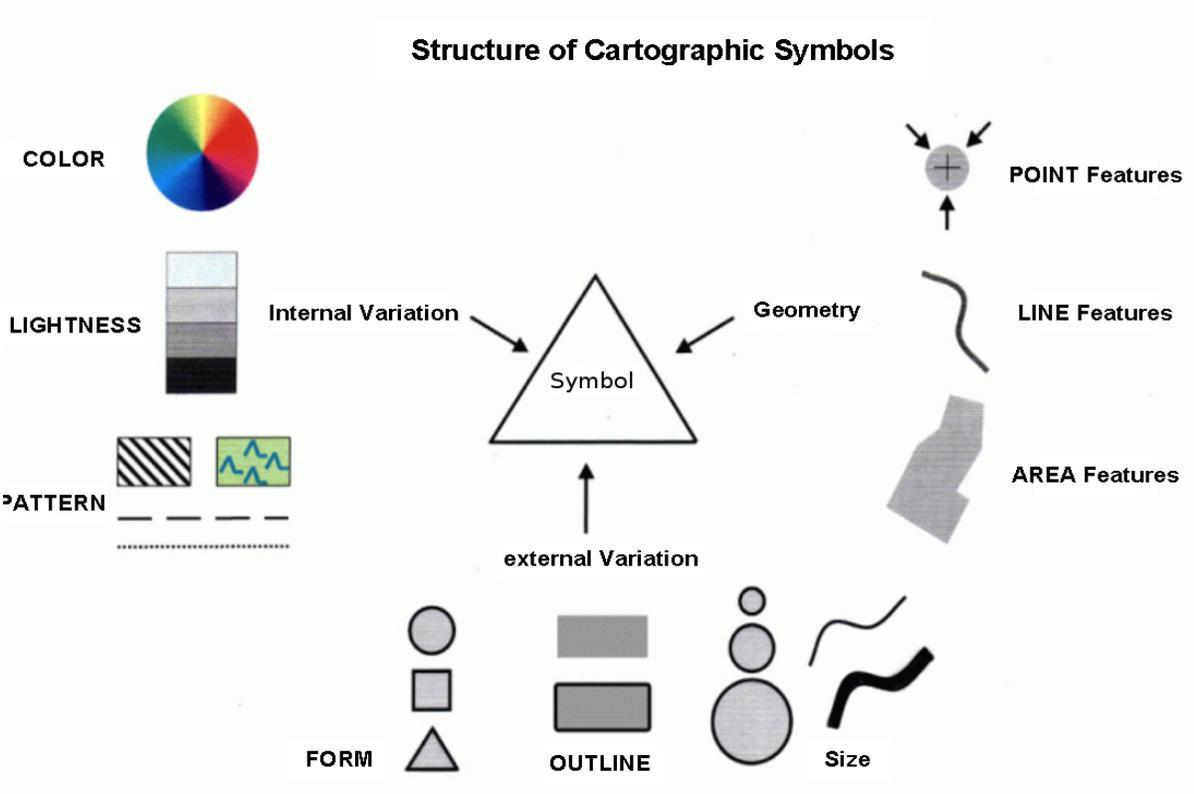 Structure of Cartographic Symbols
COLOR
POINT Features
LIGHTNESS
Internal Variation
Geometry
LINE Features
Symbol
PATTERN
AREA Features
external Variation
FORM
OUTLINE
Size